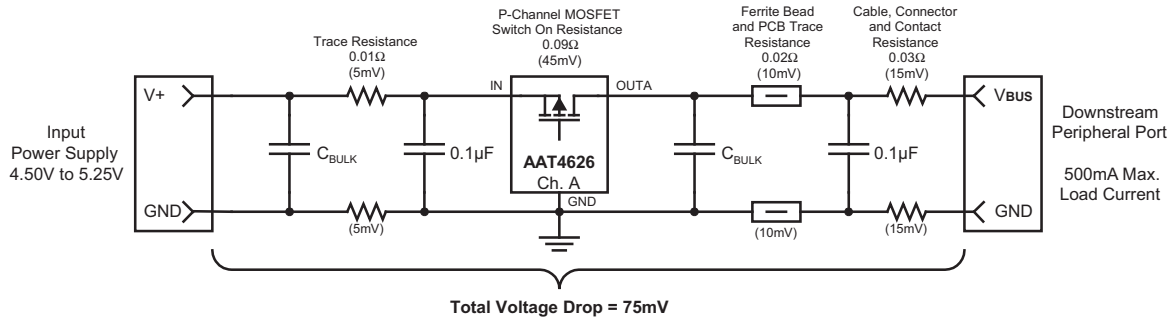 P-Channel MOSFET
Switch On Resistance
0.09Ω
(45mV)
Ferrite Bead
and PCB Trace
Resistance
0.02Ω
(10mV)
Cable, Connector
and Contact
Resistance
0.03Ω
(15mV)
Trace Resistance
0.01Ω
(5mV)
V+
IN
OUTA
VBUS
Input
Power Supply
4.50V to 5.25V
Downstream
Peripheral Port
500mA Max.
Load Current
CBULK
0.1µF
AAT4626
Ch. A
CBULK
0.1µF
GND
GND
GND
(5mV)
(10mV)
(15mV)
Total Voltage Drop = 75mV